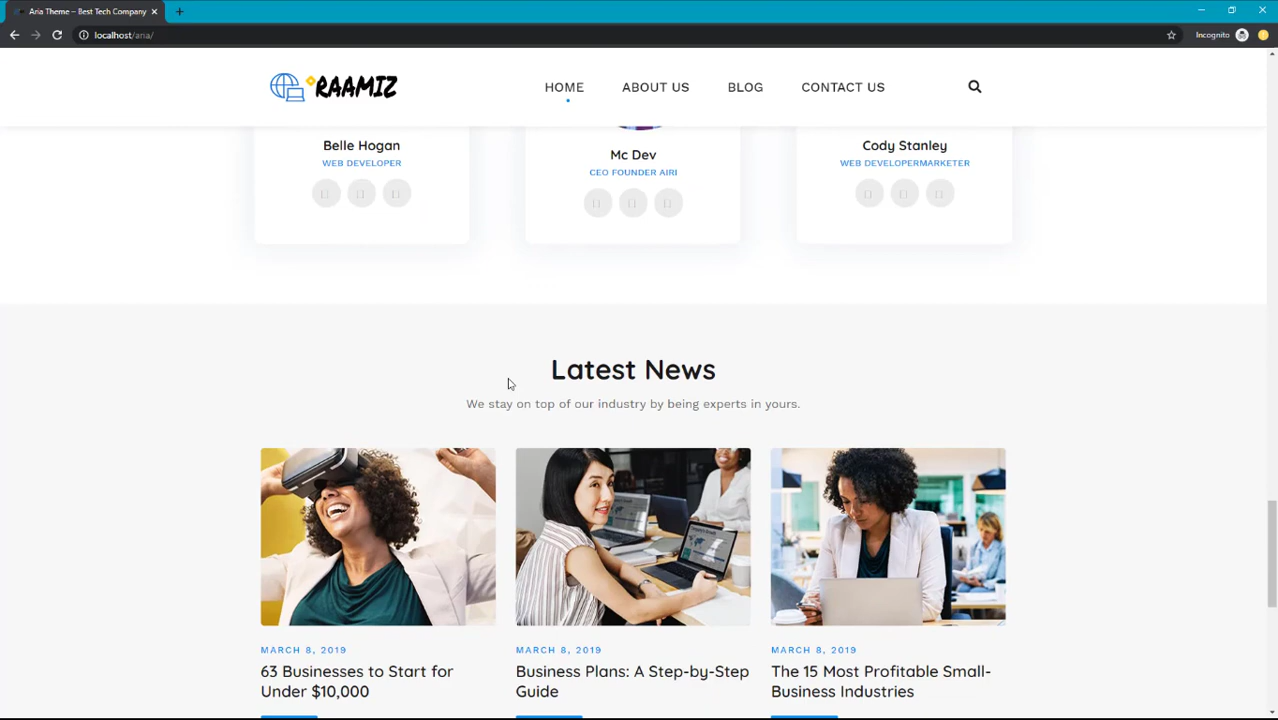 Aria Theme – Best Tech Company
localhost/aria/
Incognito
RAAMIZ
HOME
ABOUT US
BLOG
CONTACT US
Belle Hogan
WEB DEVELOPER
Mc Dev
CEO FOUNDER AIRI
Cody Stanley
WEB DEVELOPERMARKETER
Latest News
We stay on top of our industry by being experts in yours.
MARCH 8, 2019
63 Businesses to Start for
Under $10,000
MARCH 8, 2019
Business Plans: A Step-by-Step
Guide
MARCH 8, 2019
The 15 Most Profitable Small-
Business Industries